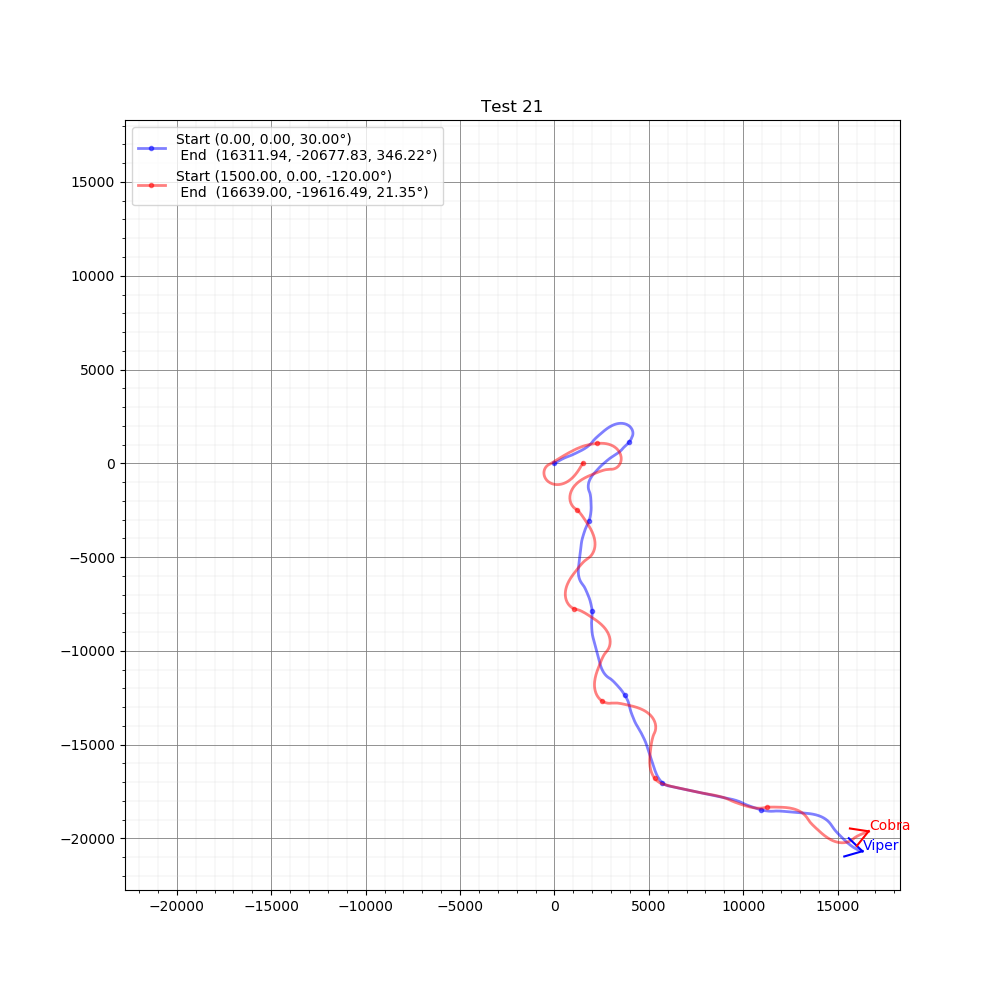 Test 21
Start (0.00, 0.00, 30.00°)
End (16311.94, -20677.83, 346.22°)
Start (1500.00, 0.00, -120.00°)
End (16639.00, -19616.49, 21.35°)
15000
10000
5000
0
−5000
−10000
−15000
−20000
Cobra
Viper
−20000 −15000 −10000 −5000 0 5000 10000 15000